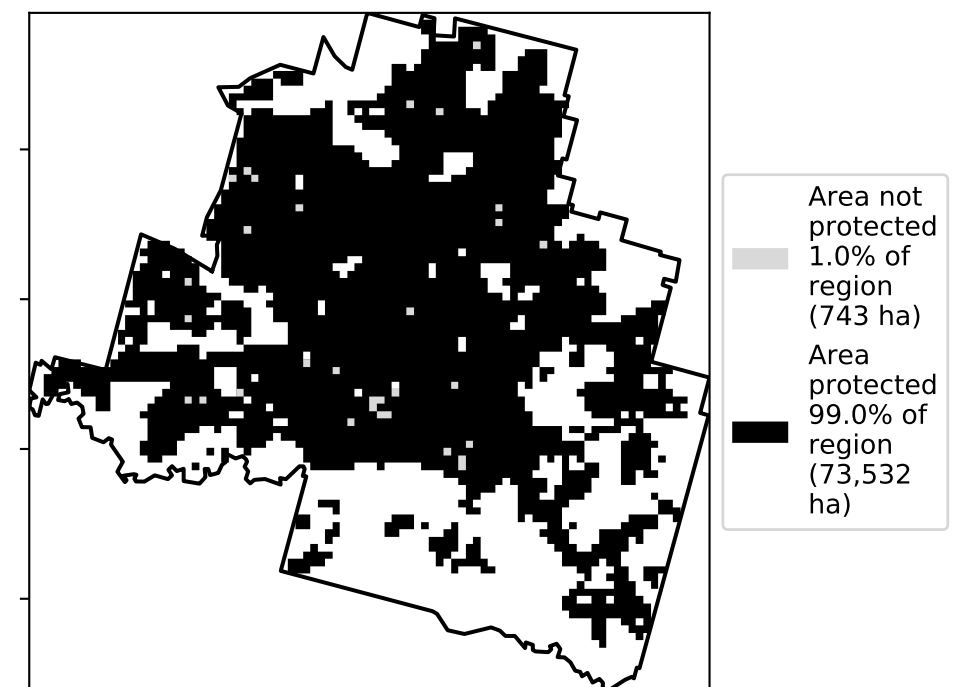 Area not
protected
1.0% of
region
(743 ha)
Area
protected
99.0% of
region
(73,532
ha)